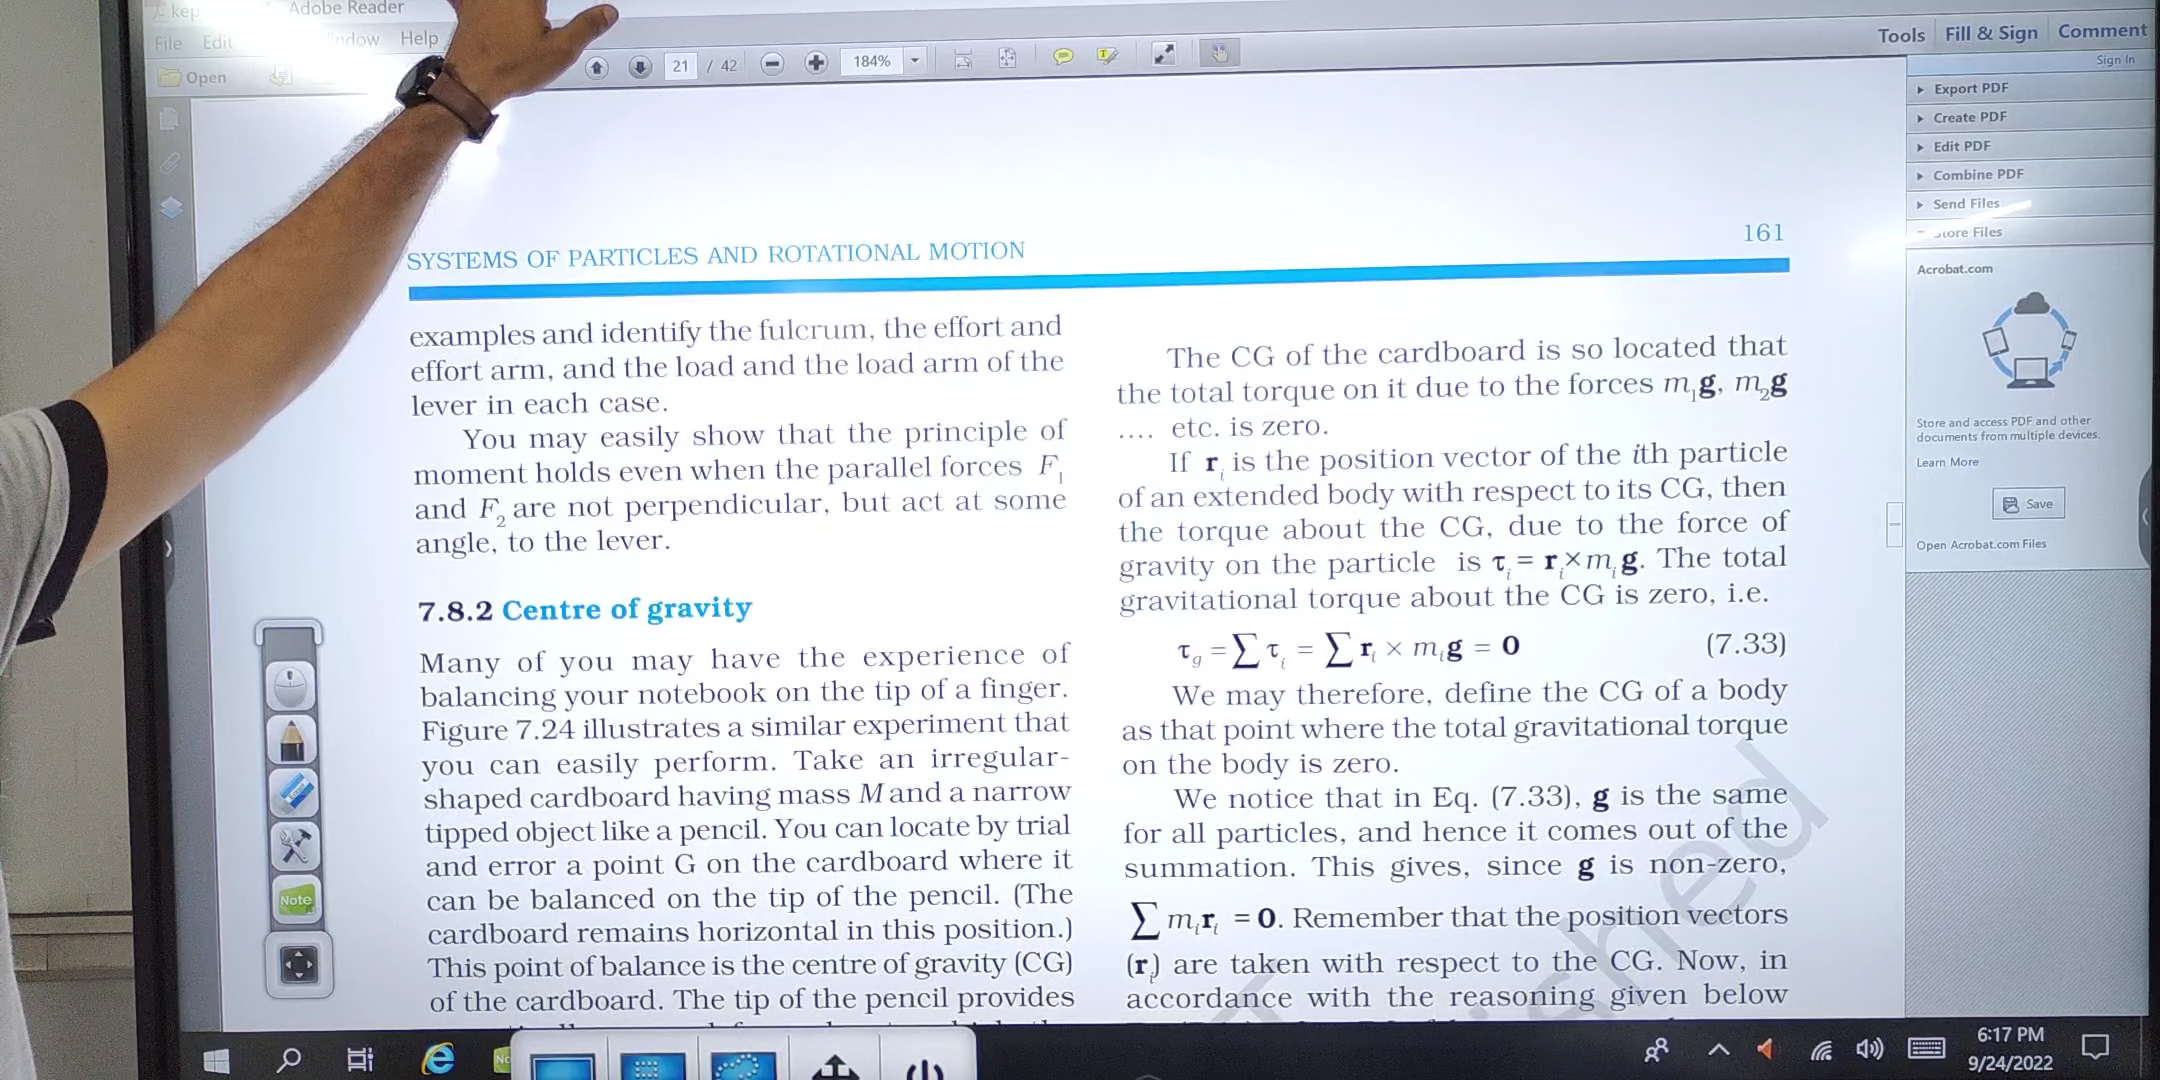 Adobe Reader
File Edit Help
Open
21 / 42
184%
Tools Fill & Sign Comment
Sign In
SYSTEMS OF PARTICLES AND ROTATIONAL MOTION
161
examples and identify the fulcrum, the effort and
effort arm, and the load and the load arm of the
lever in each case.
You may easily show that the principle of
moment holds even when the parallel forces F₁
and F₂ are not perpendicular, but act at some
angle, to the lever.
7.8.2 Centre of gravity
Many of you may have the experience of
balancing your notebook on the tip of a finger.
Figure 7.24 illustrates a similar experiment that
you can easily perform. Take an irregular-
shaped cardboard having mass M and a narrow
tipped object like a pencil. You can locate by trial
and error a point G on the cardboard where it
can be balanced on the tip of the pencil. (The
cardboard remains horizontal in this position.)
This point of balance is the centre of gravity (CG)
of the cardboard. The tip of the pencil provides
The CG of the cardboard is so located that
the total torque on it due to the forces m₁g, m₂g
.... etc. is zero.
If rᵢ is the position vector of the ith particle
of an extended body with respect to its CG, then
the torque about the CG, due to the force of
gravity on the particle is τᵢ = rᵢ × mᵢg. The total
gravitational torque about the CG is zero, i.e.
τg = ∑ τᵢ = ∑ rᵢ × mᵢg = 0 (7.33)
We may therefore, define the CG of a body
as that point where the total gravitational torque
on the body is zero.
We notice that in Eq. (7.33), g is the same
for all particles, and hence it comes out of the
summation. This gives, since g is non-zero,
∑ mᵢrᵢ = 0. Remember that the position vectors
(rᵢ) are taken with respect to the CG. Now, in
accordance with the reasoning given below
Export PDF
Create PDF
Edit PDF
Combine PDF
Send Files
Files
Acrobat.com
Store and access PDF and other
documents from multiple devices.
Learn More
Save
Open Acrobat.com Files
Note
6:17 PM
9/24/2022